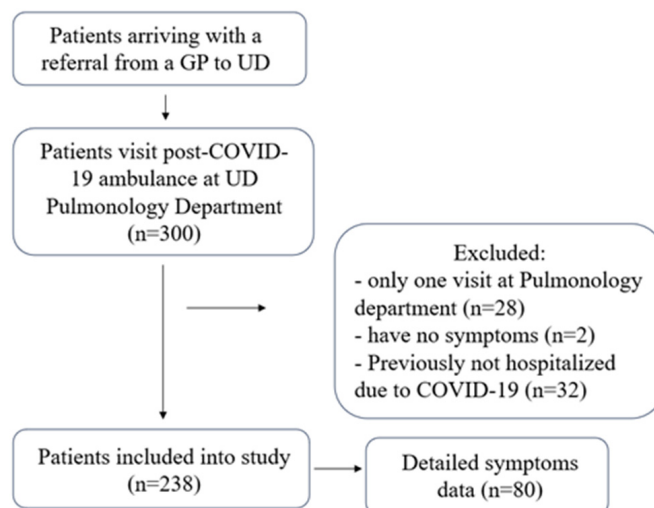 Patients arriving with a
referral from a GP to UD
Patients visit post-COVID-
19 ambulance at UD
Pulmonology Department
(n=300)
Excluded:
- only one visit at Pulmonology
department (n=28)
- have no symptoms (n=2)
- Previously not hospitalized
due to COVID-19 (n=32)
Patients included into study
(n=238)
Detailed symptoms
data (n=80)